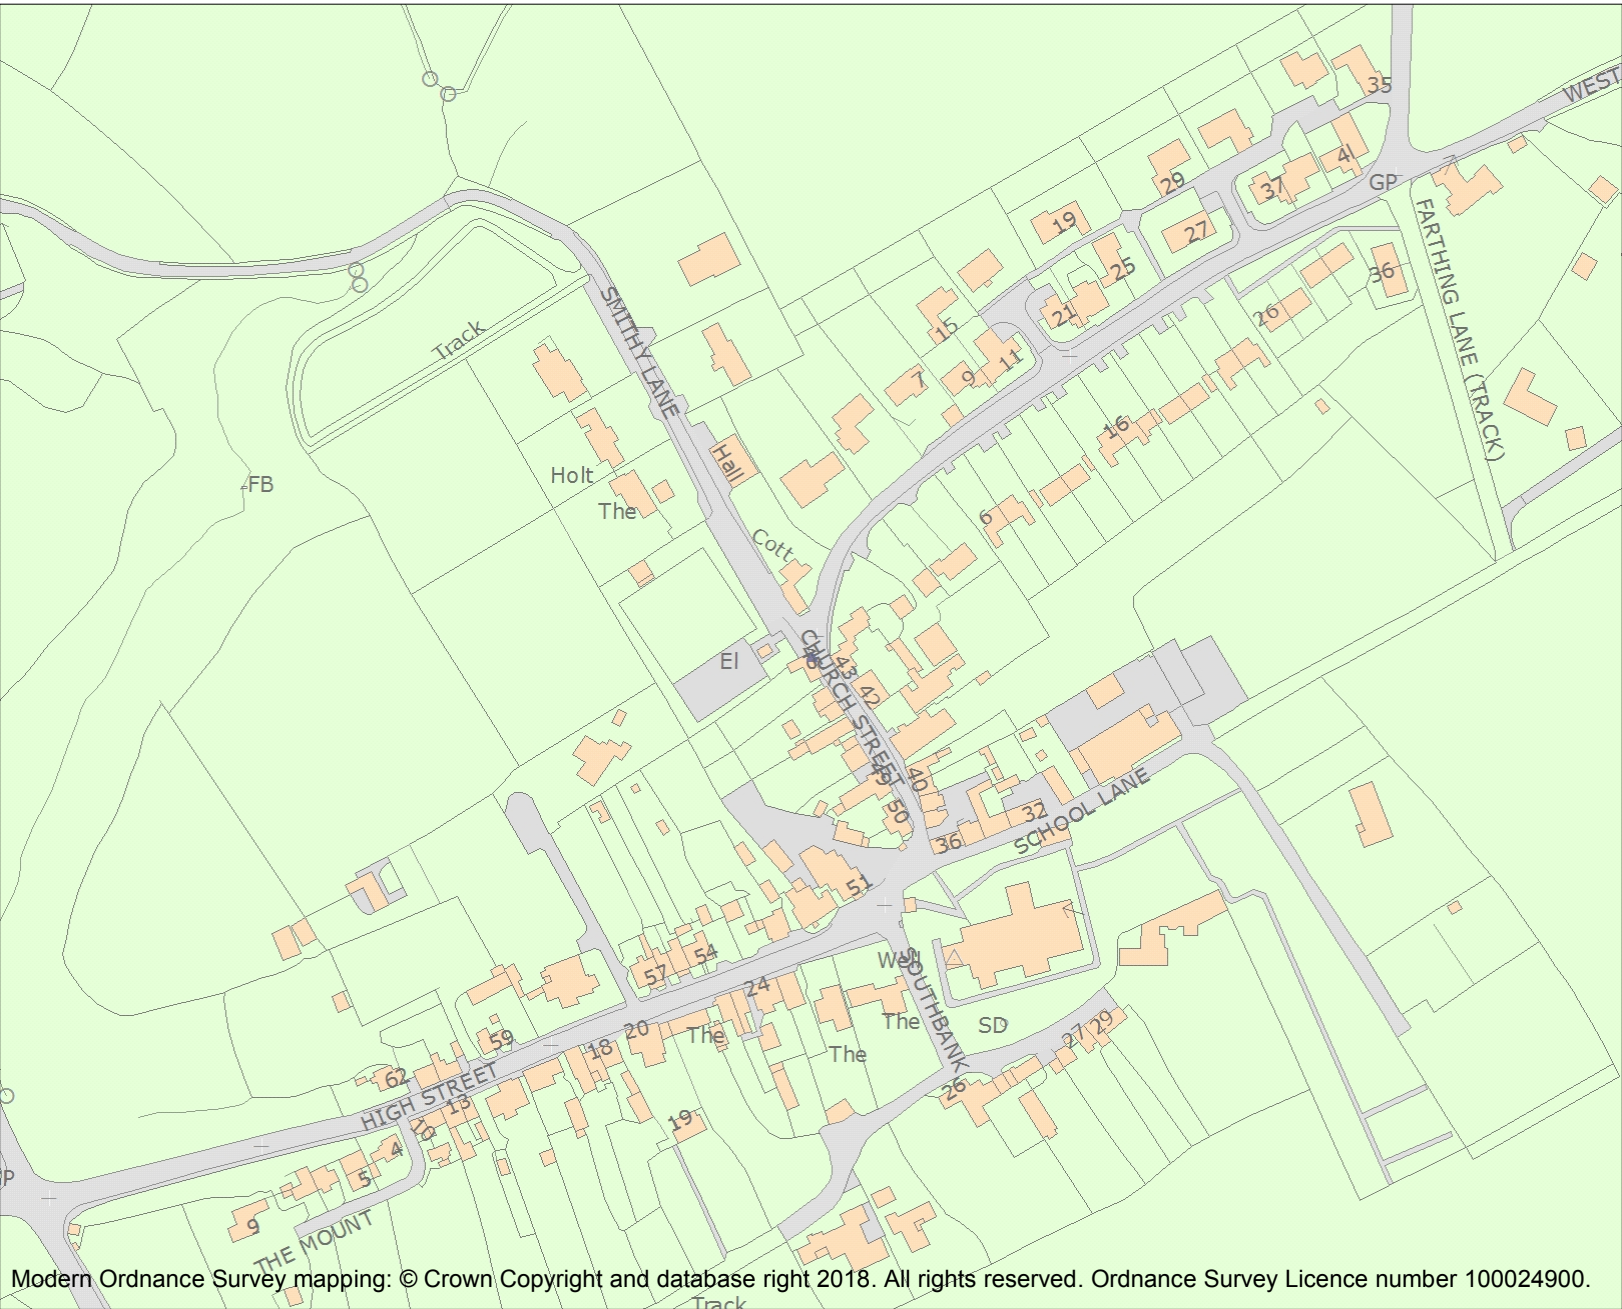 35
WEST
41
29
37
GP
19
27
FARTHING LANE (TRACK)
25
36
SMITHY LANE
21
26
15
Track
11
7
9
16
Hall
Holt
FB
The
6
Cott
CHURCH STREET
El
6
43
42
49
40
50
32
SCHOOL LANE
36
51
54
57
Well
SOUTHBANK
24
The
SD
20
The
27
29
59
18
The
62
26
HIGH STREET
13
19
10
4
5
P
9
THE MOUNT
Modern Ordnance Survey mapping: © Crown Copyright and database right 2018. All rights reserved. Ordnance Survey Licence number 100024900.
Track